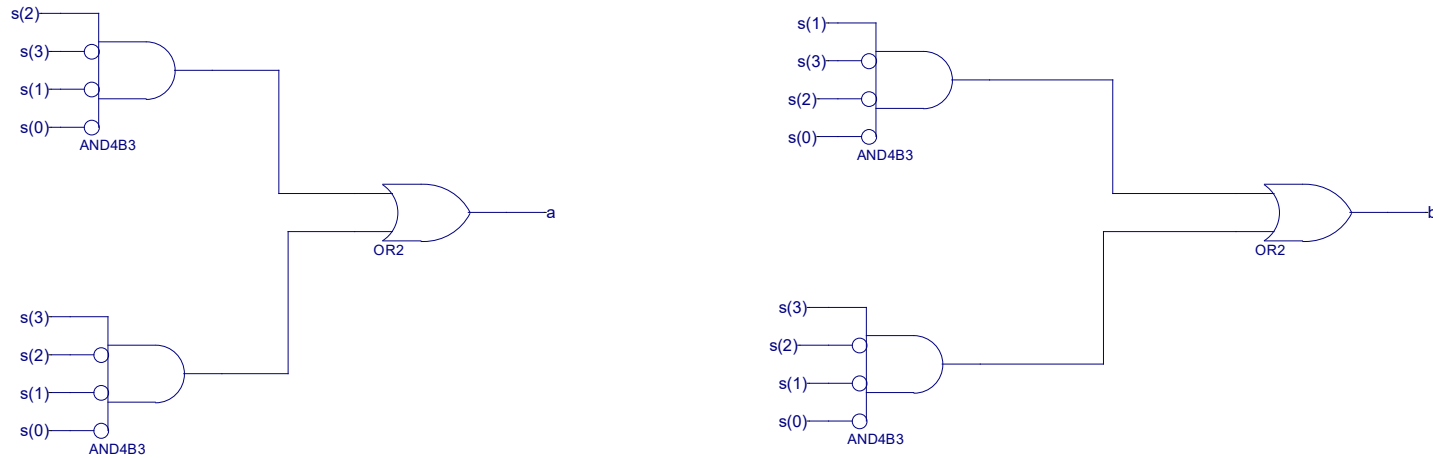 s(2)
s(3)
s(1)
s(0)
AND4B3
s(3)
s(2)
s(1)
s(0)
AND4B3
OR2
a
s(1)
s(3)
s(2)
s(0)
AND4B3
s(3)
s(2)
s(1)
s(0)
AND4B3
OR2
b